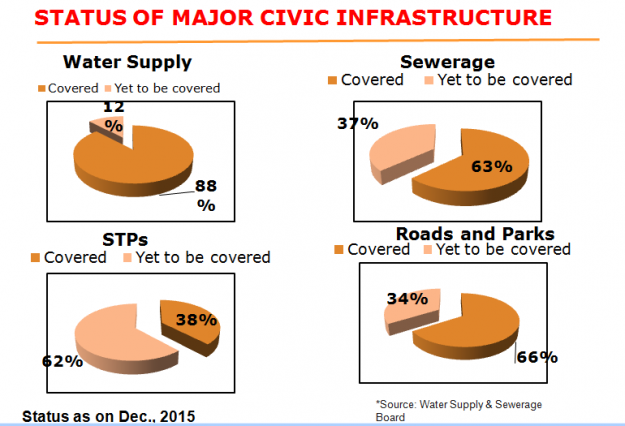 STATUS OF MAJOR CIVIC INFRASTRUCTURE
Water Supply
Covered Yet to be covered
12
%
88
%
Sewerage
Covered Yet to be covered
37%
63%
STPs
Covered Yet to be covered
38%
62%
Roads and Parks
Covered Yet to be covered
34%
66%
Status as on Dec., 2015
*Source: Water Supply & Sewerage
Board